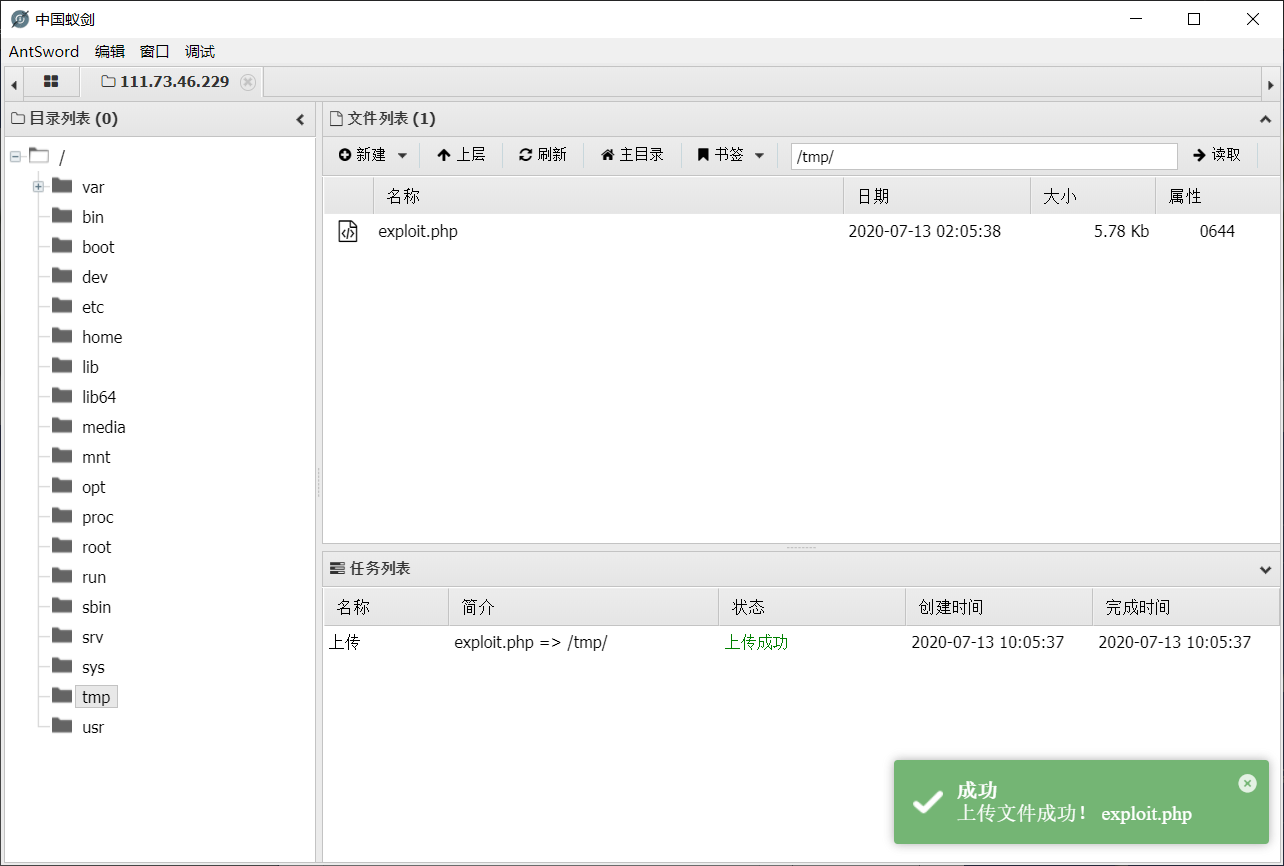 中国蚁剑
AntSword 编辑 窗口 调试
111.73.46.229
目录列表 (0)
/
var
bin
boot
dev
etc
home
lib
lib64
media
mnt
opt
proc
root
run
sbin
srv
sys
tmp
usr
文件列表 (1)
新建 上层 刷新 主目录 书签 /tmp/ 读取
名称 日期 大小 属性
exploit.php 2020-07-13 02:05:38 5.78 Kb 0644
任务列表
名称 简介 状态 创建时间 完成时间
上传 exploit.php => /tmp/ 上传成功 2020-07-13 10:05:37 2020-07-13 10:05:37
成功
上传文件成功！ exploit.php